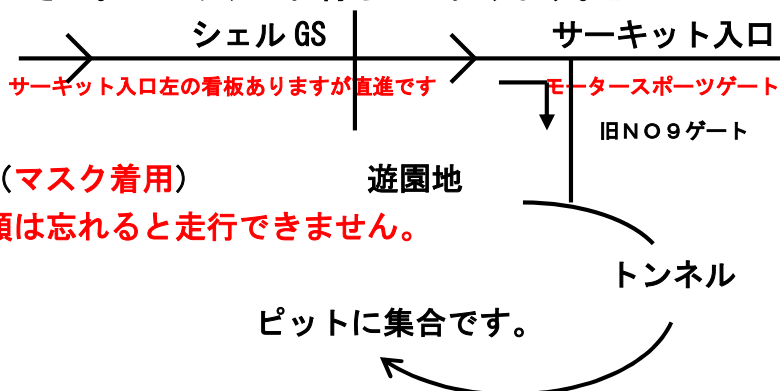 シェルGS
サーキット入口
サーキット入口左の看板ありますが直進です
モータースポーツゲート
旧NO9ゲート
(マスク着用)
遊園地
は忘れると走行できません。
トンネル
ピットに集合です。